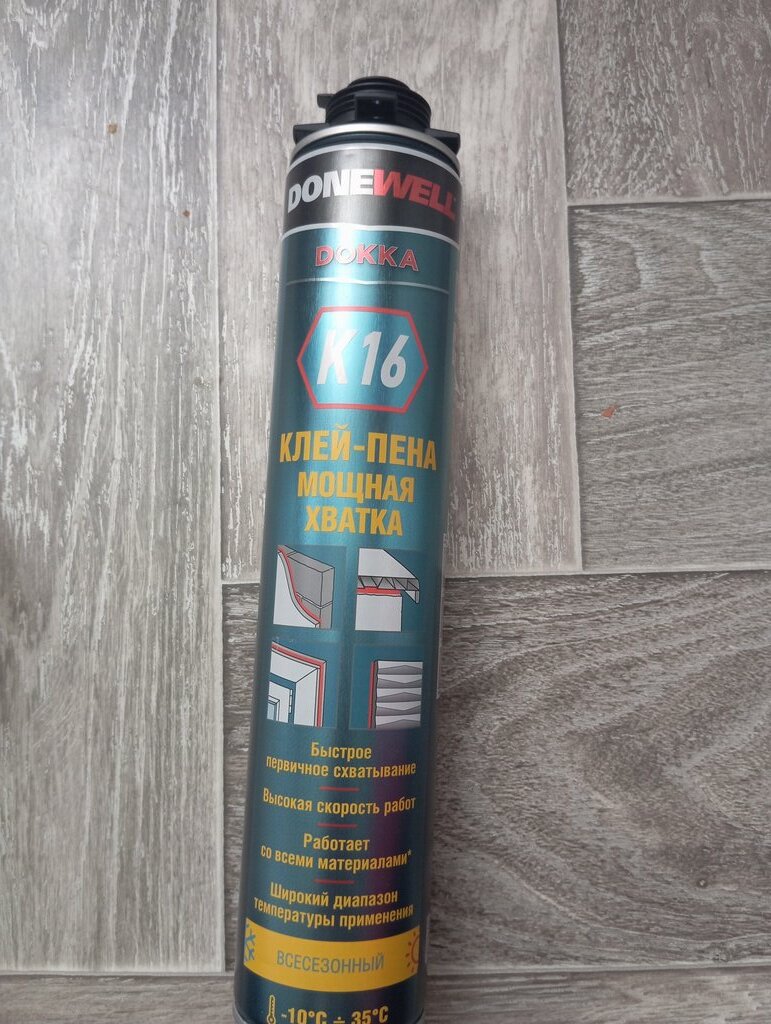 DONEWELL
DOKKA
K16
КЛЕЙ-ПЕНА
МОЩНАЯ
ХВАТКА
Быстрое
первичное схватывание
Высокая скорость работ
Работает
со всеми материалами*
Широкий диапазон
температуры применения
ВСЕСЕЗОННЫЙ
-10°C ÷ 35°C